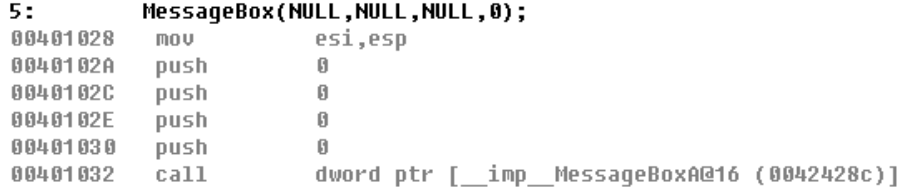 5:        MessageBox(NULL,NULL,NULL,0);
00401028   mov         esi,esp
0040102A   push        0
0040102C   push        0
0040102E   push        0
00401030   push        0
00401032   call        dword ptr [__imp__MessageBoxA@16 (0042428c)]